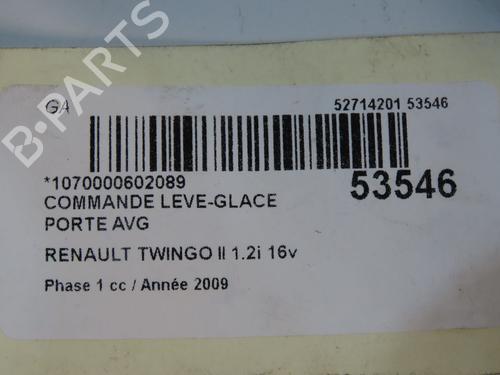 GA
52714201 53546
*1070000602089
53546
COMMANDE LEVE-GLACE
PORTE AVG
RENAULT TWINGO II 1.2i 16v
Phase 1 cc / Année 2009
B-PARTS